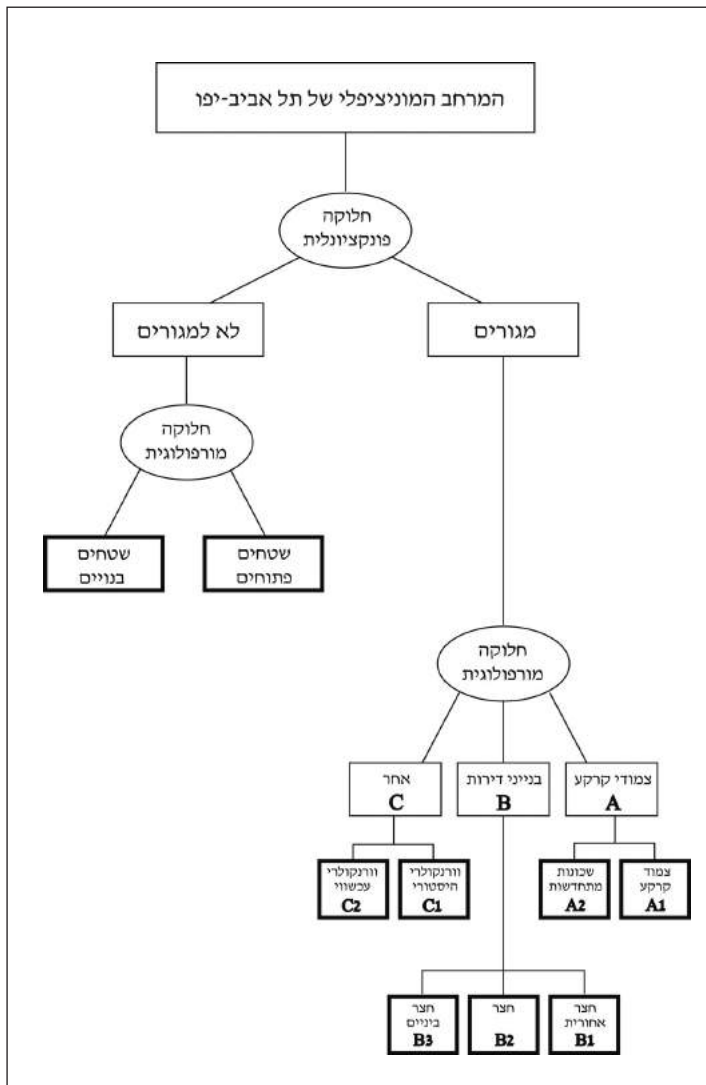 המרחב המוניציפלי של תל אביב-יפו
חלוקה
פונקציונלית
מגורים
לא למגורים
חלוקה
מורפולוגית
שטחים
פתוחים
שטחים
בנויים
חלוקה
מורפולוגית
צמודי קרקע
A
בנייני דירות
B
אחר
C
צמוד
קרקע
A1
שכונות
מתחדשות
A2
וורנקולרי
היסטורי
C1
וורנקולרי
עכשווי
C2
חצר
אחורית
B1
חצר
B2
חצר
ביניים
B3